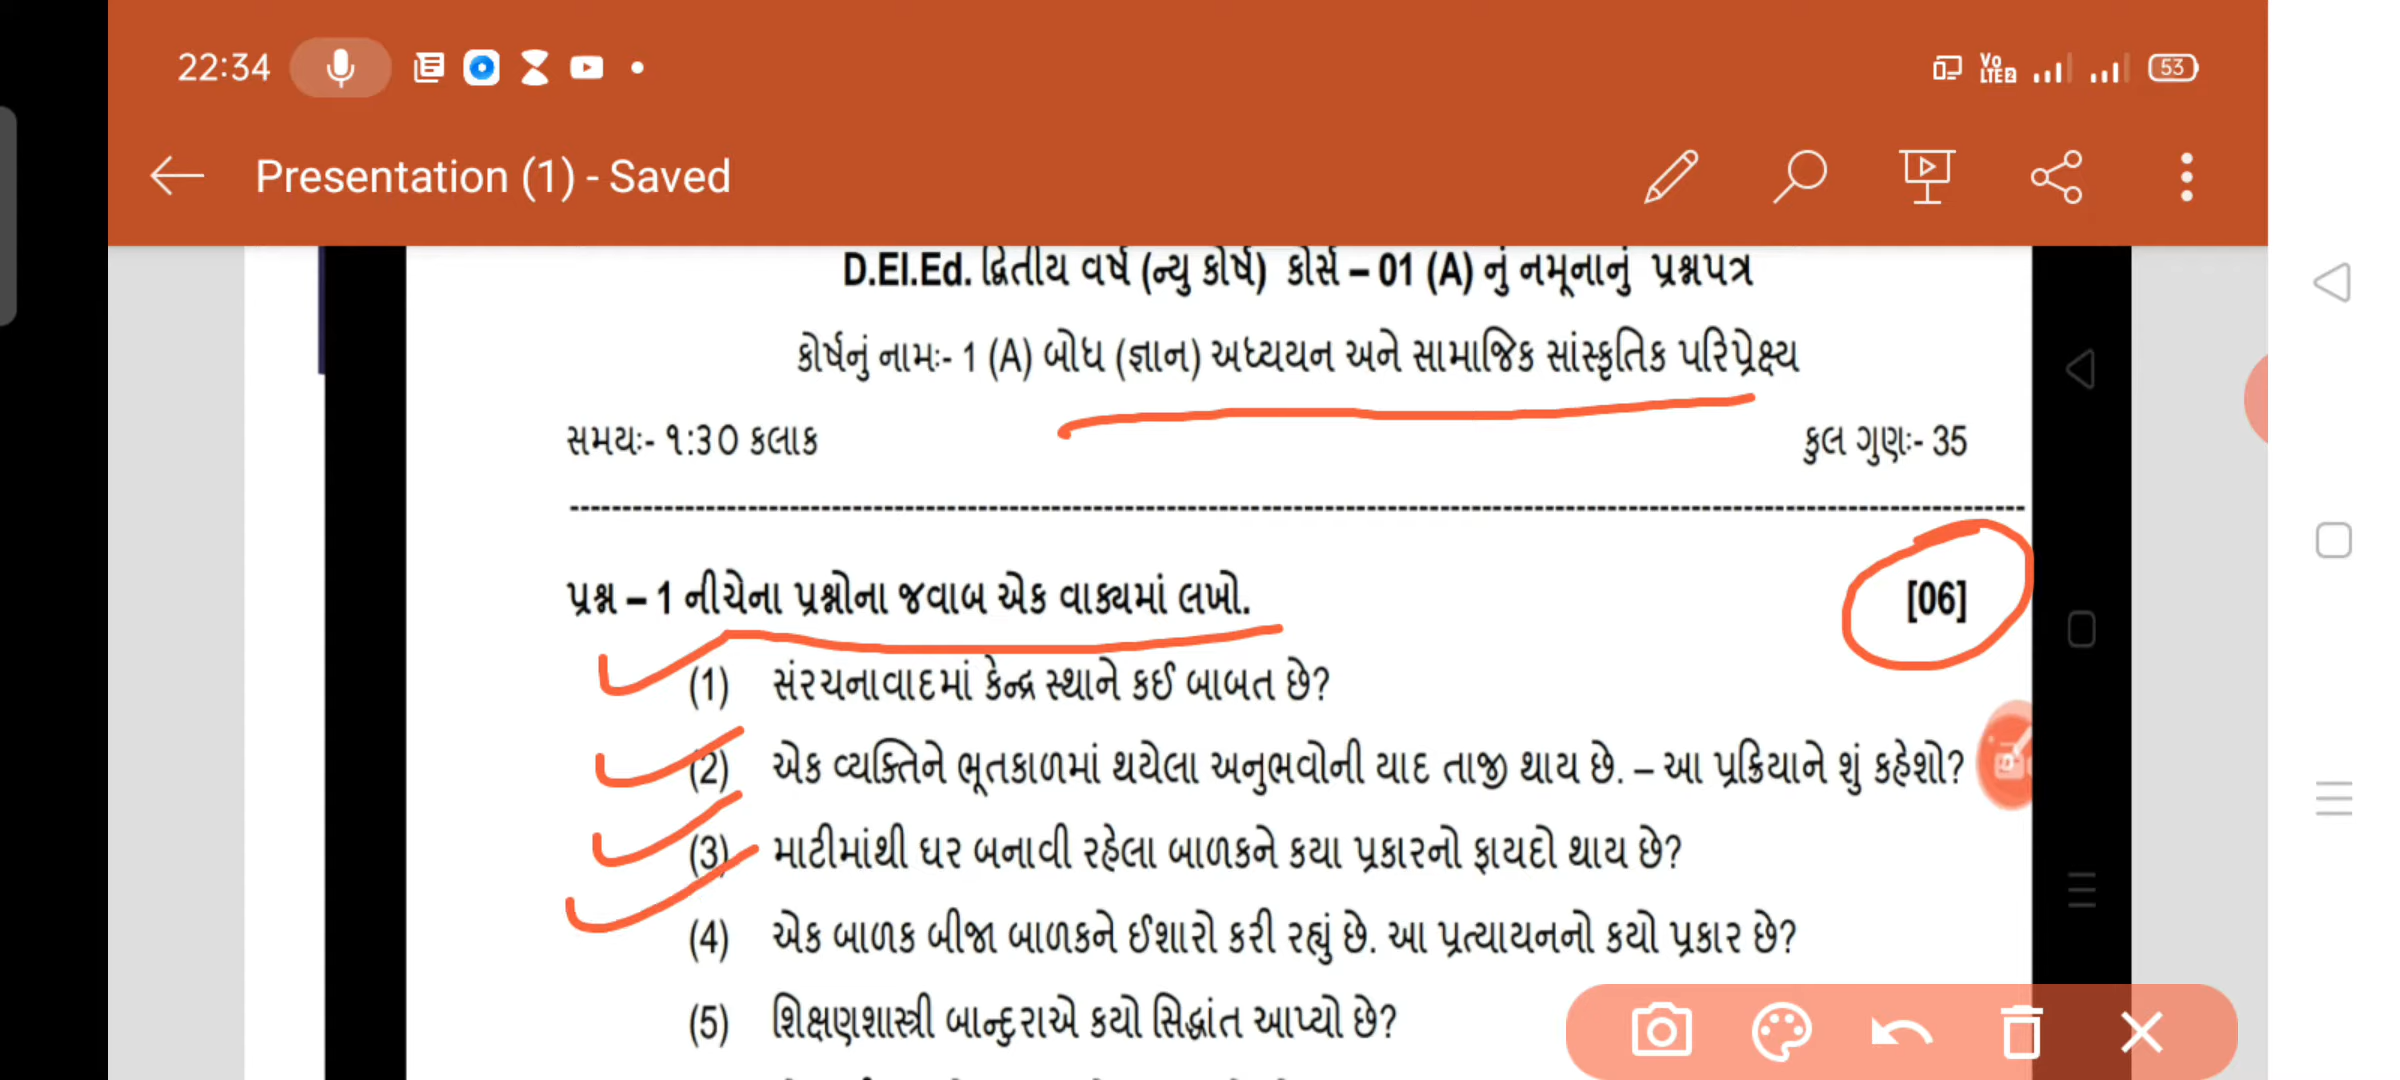 22:34
Vo LTE2 53
Presentation (1) - Saved
D.El.Ed. દ્વિતીય વર્ષ (ન્યુ કોર્ષ) કોર્સ – 01 (A) નું નમૂનાનું પ્રશ્નપત્ર
કોર્ષનું નામઃ- 1 (A) બોધ (જ્ઞાન) અધ્યયન અને સામાજિક સાંસ્કૃતિક પરિપ્રેક્ષ્ય
સમયઃ- ૧:30 કલાક કુલ ગુણઃ- 35
પ્રશ્ન – 1 નીચેના પ્રશ્નોના જવાબ એક વાક્યમાં લખો. [06]
(1) સંરચનાવાદમાં કેન્દ્ર સ્થાને કઈ બાબત છે?
(2) એક વ્યક્તિને ભૂતકાળમાં થયેલા અનુભવોની યાદ તાજી થાય છે. – આ પ્રક્રિયાને શું કહેશો?
(3) માટીમાંથી ઘર બનાવી રહેલા બાળકને કયા પ્રકારનો ફાયદો થાય છે?
(4) એક બાળક બીજા બાળકને ઈશારો કરી રહ્યું છે. આ પ્રત્યાયનનો કયો પ્રકાર છે?
(5) શિક્ષણશાસ્ત્રી બાન્દુરાએ કયો સિદ્ધાંત આપ્યો છે?